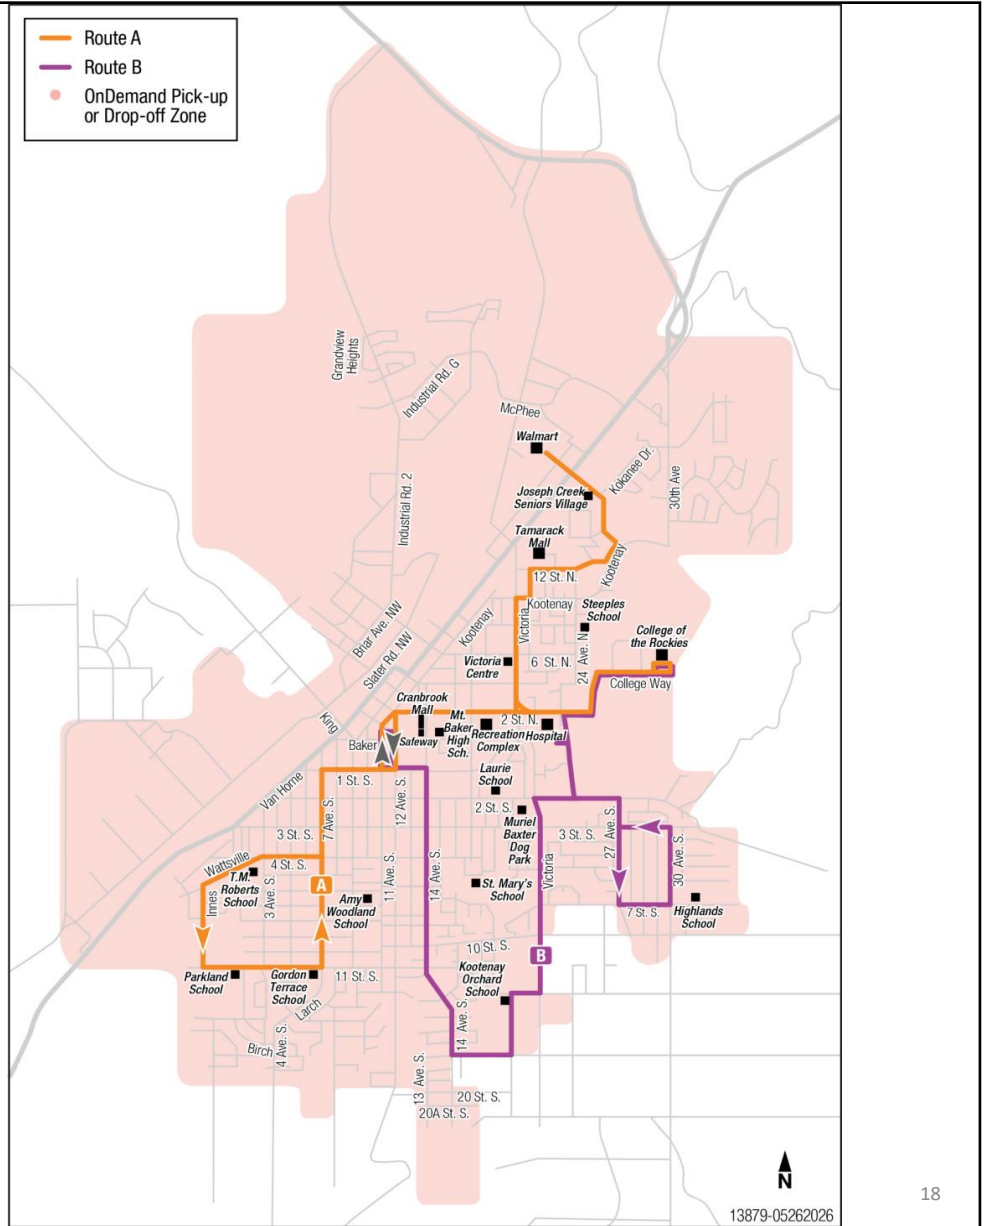 Route A
Route B
OnDemand Pick-up
or Drop-off Zone
Grandview
Heights
Industrial Rd. G
McPhee
Walmart
Kokanee Dr.
Joseph Creek
Seniors Village
30th Ave
Industrial Rd. 2
Tamarack
Mall
Kootenay
12 St. N.
Kootenay
Steeples
School
Briar Ave. NW
Kootenay
Victoria
College of
the Rockies
Slater Rd. NW
Victoria
Centre
6 St. N.
24 Ave. N.
College Way
Cranbrook
Mall
King
Mt.
Baker
High
Sch.
2 St. N.
Recreation
Complex
Hospital
Baker
Safeway
Laurie
School
1 St. S.
Van Horne
2 St. S.
7 Ave. S.
12 Ave. S.
Muriel
Baxter
Dog
Park
3 St. S.
3 St. S.
27 Ave. S.
30 Ave. S.
Wattsville
4 St. S.
T.M.
Roberts
School
3 Ave. S.
A
11 Ave. S.
14 Ave. S.
St. Mary's
School
Victoria
Innes
Amy
Woodland
School
7 St. S.
Highlands
School
10 St. S.
B
Parkland
School
Gordon
Terrace
School
11 St. S.
Kootenay
Orchard
School
Larch
14 Ave. S.
Birch
4 Ave. S.
13 Ave. S.
20 St. S.
20A St. S.
N
13879-05262026
18